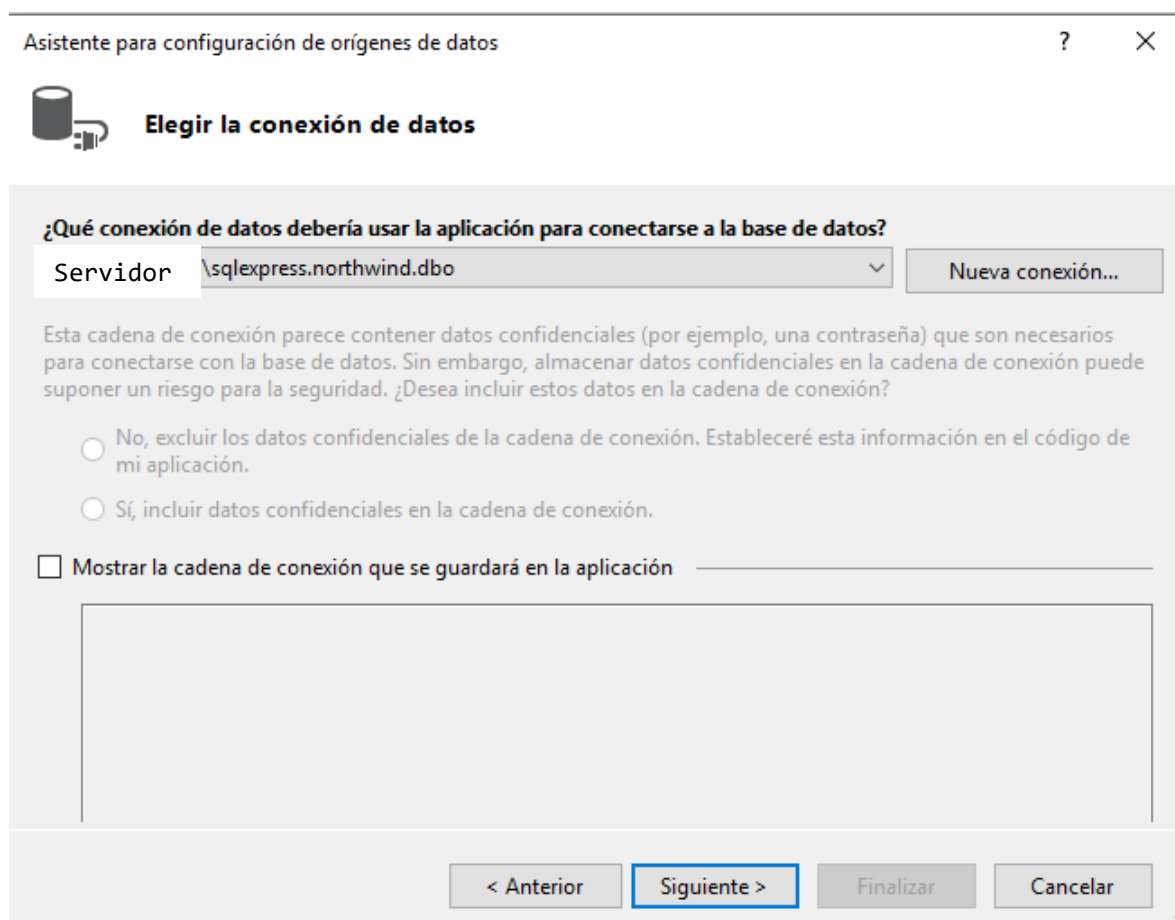 Asistente para configuración de orígenes de datos
?
Elegir la conexión de datos
¿Qué conexión de datos debería usar la aplicación para conectarse a la base de datos?
Servidor \sqlexpress.northwind.dbo
Nueva conexión...
Esta cadena de conexión parece contener datos confidenciales (por ejemplo, una contraseña) que son necesarios
para conectarse con la base de datos. Sin embargo, almacenar datos confidenciales en la cadena de conexión puede
suponer un riesgo para la seguridad. ¿Desea incluir estos datos en la cadena de conexión?
No, excluir los datos confidenciales de la cadena de conexión. Estableceré esta información en el código de
mi aplicación.
Sí, incluir datos confidenciales en la cadena de conexión.
Mostrar la cadena de conexión que se guardará en la aplicación
< Anterior
Siguiente >
Finalizar
Cancelar